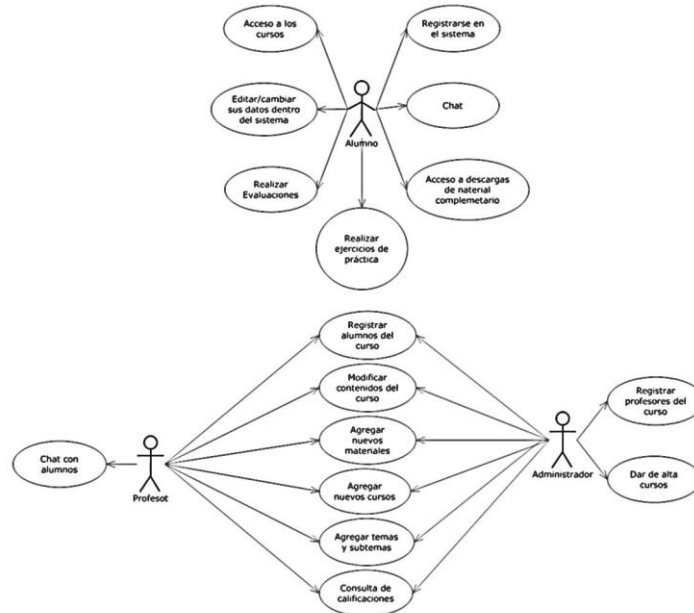 Acceso a los
cursos
Registrarse en
el sistema
Editar/cambiar
sus datos dentro
del sistema
Chat
Alumno
Realizar
Evaluaciones
Acceso a descargas
de naterial
complemetario
Realizar
ejercicios de
práctica
Registrar
alumnos del
curso
Modificar
contenidos del
curso
Registrar
profesores del
curso
Agregar
nuevos
materiales
Chat con
alumnos
Profesot
Administrador
Agregar
nuevos cursos
Dar de alta
cursos
Agregar temas
y subtemas
Consulta de
calificaciones